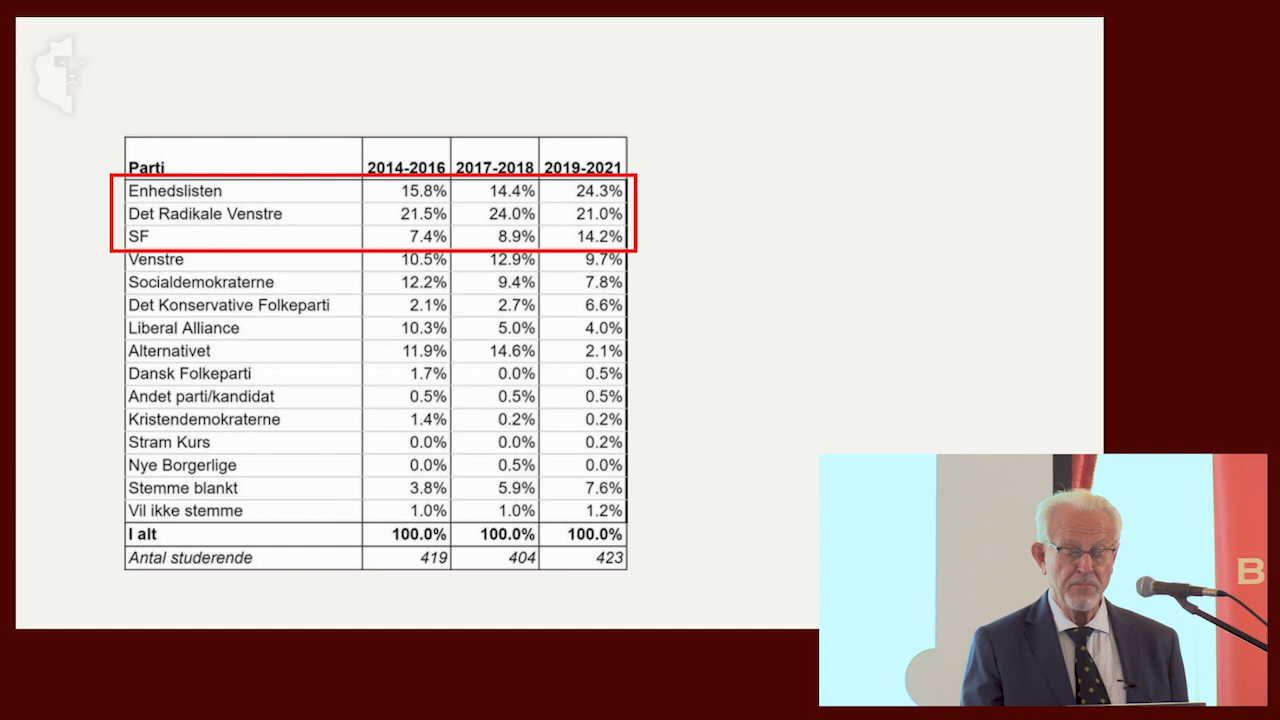 Parti 2014-2016 2017-2018 2019-2021
Enhedslisten 15.8% 14.4% 24.3%
Det Radikale Venstre 21.5% 24.0% 21.0%
SF 7.4% 8.9% 14.2%
Venstre 10.5% 12.9% 9.7%
Socialdemokraterne 12.2% 9.4% 7.8%
Det Konservative Folkeparti 2.1% 2.7% 6.6%
Liberal Alliance 10.3% 5.0% 4.0%
Alternativet 11.9% 14.6% 2.1%
Dansk Folkeparti 1.7% 0.0% 0.5%
Andet parti/kandidat 0.5% 0.5% 0.5%
Kristendemokraterne 1.4% 0.2% 0.2%
Stram Kurs 0.0% 0.0% 0.2%
Nye Borgerlige 0.0% 0.5% 0.0%
Stemme blankt 3.8% 5.9% 7.6%
Vil ikke stemme 1.0% 1.0% 1.2%
I alt 100.0% 100.0% 100.0%
Antal studerende 419 404 423
B